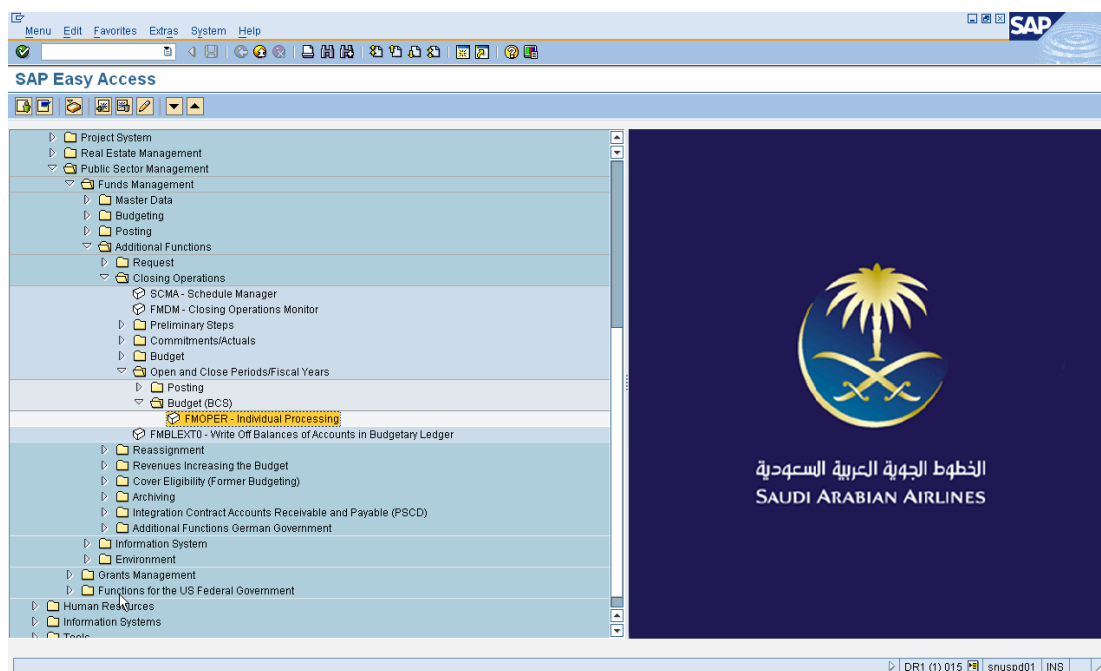 Menu Edit Favorites Extras System Help
SAP
SAP Easy Access
Project System
Real Estate Management
Public Sector Management
Funds Management
Master Data
Budgeting
Posting
Additional Functions
Request
Closing Operations
SCMA - Schedule Manager
FMDM - Closing Operations Monitor
Preliminary Steps
Commitments/Actuals
Budget
Open and Close Periods/Fiscal Years
Posting
Budget (BCS)
FMOPER - Individual Processing
FMBLEXT0 - Write Off Balances of Accounts in Budgetary Ledger
Reassignment
Revenues Increasing the Budget
Cover Eligibility (Former Budgeting)
Archiving
Integration Contract Accounts Receivable and Payable (PSCD)
Additional Functions German Government
Information System
Environment
Grants Management
Functions for the US Federal Government
Human Resources
Information Systems
Tools
الخطوط الجوية العربية السعودية
SAUDI ARABIAN AIRLINES
DR1 (1) 015 snuspd01 INS